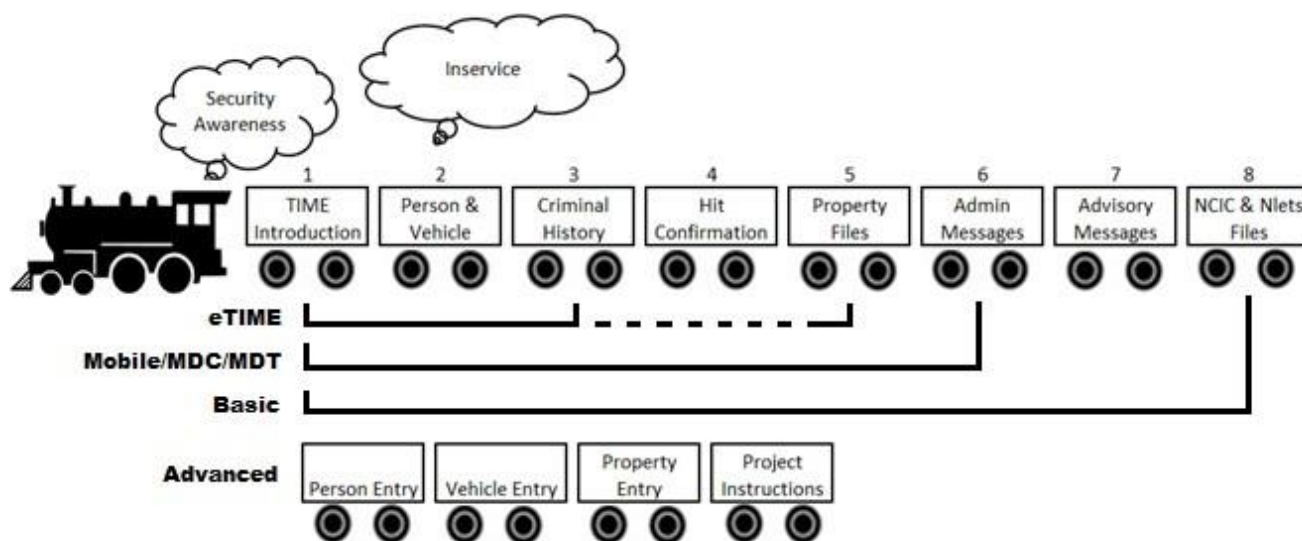 Inservice
Security
Awareness
1 2 3 4 5 6 7 8
TIME
Introduction
Person &
Vehicle
Criminal
History
Hit
Confirmation
Property
Files
Admin
Messages
Advisory
Messages
NCIC & Nlets
Files
eTIME
Mobile/MDC/MDT
Basic
Advanced
Person Entry
Vehicle Entry
Property
Entry
Project
Instructions